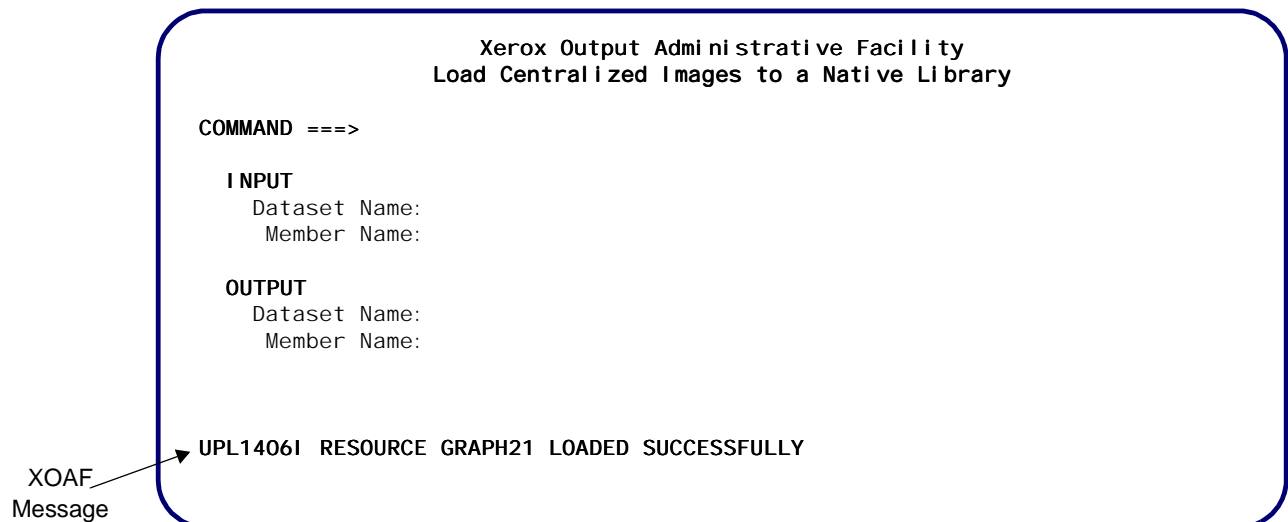 Xerox Output Administrative Facility
Load Centralized Images to a Native Library
COMMAND ===>
INPUT
Dataset Name:
Member Name:
OUTPUT
Dataset Name:
Member Name:
UPL1406I RESOURCE GRAPH21 LOADED SUCCESSFULLY
XOAF
Message